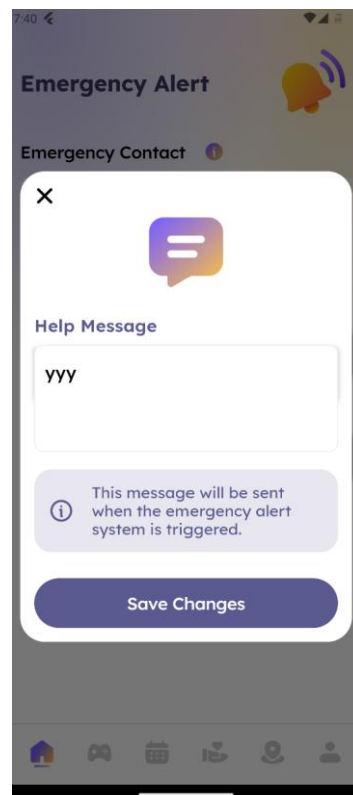 7:40
Emergency Alert
Emergency Contact
Help Message
yyy
This message will be sent
when the emergency alert
system is triggered.
Save Changes